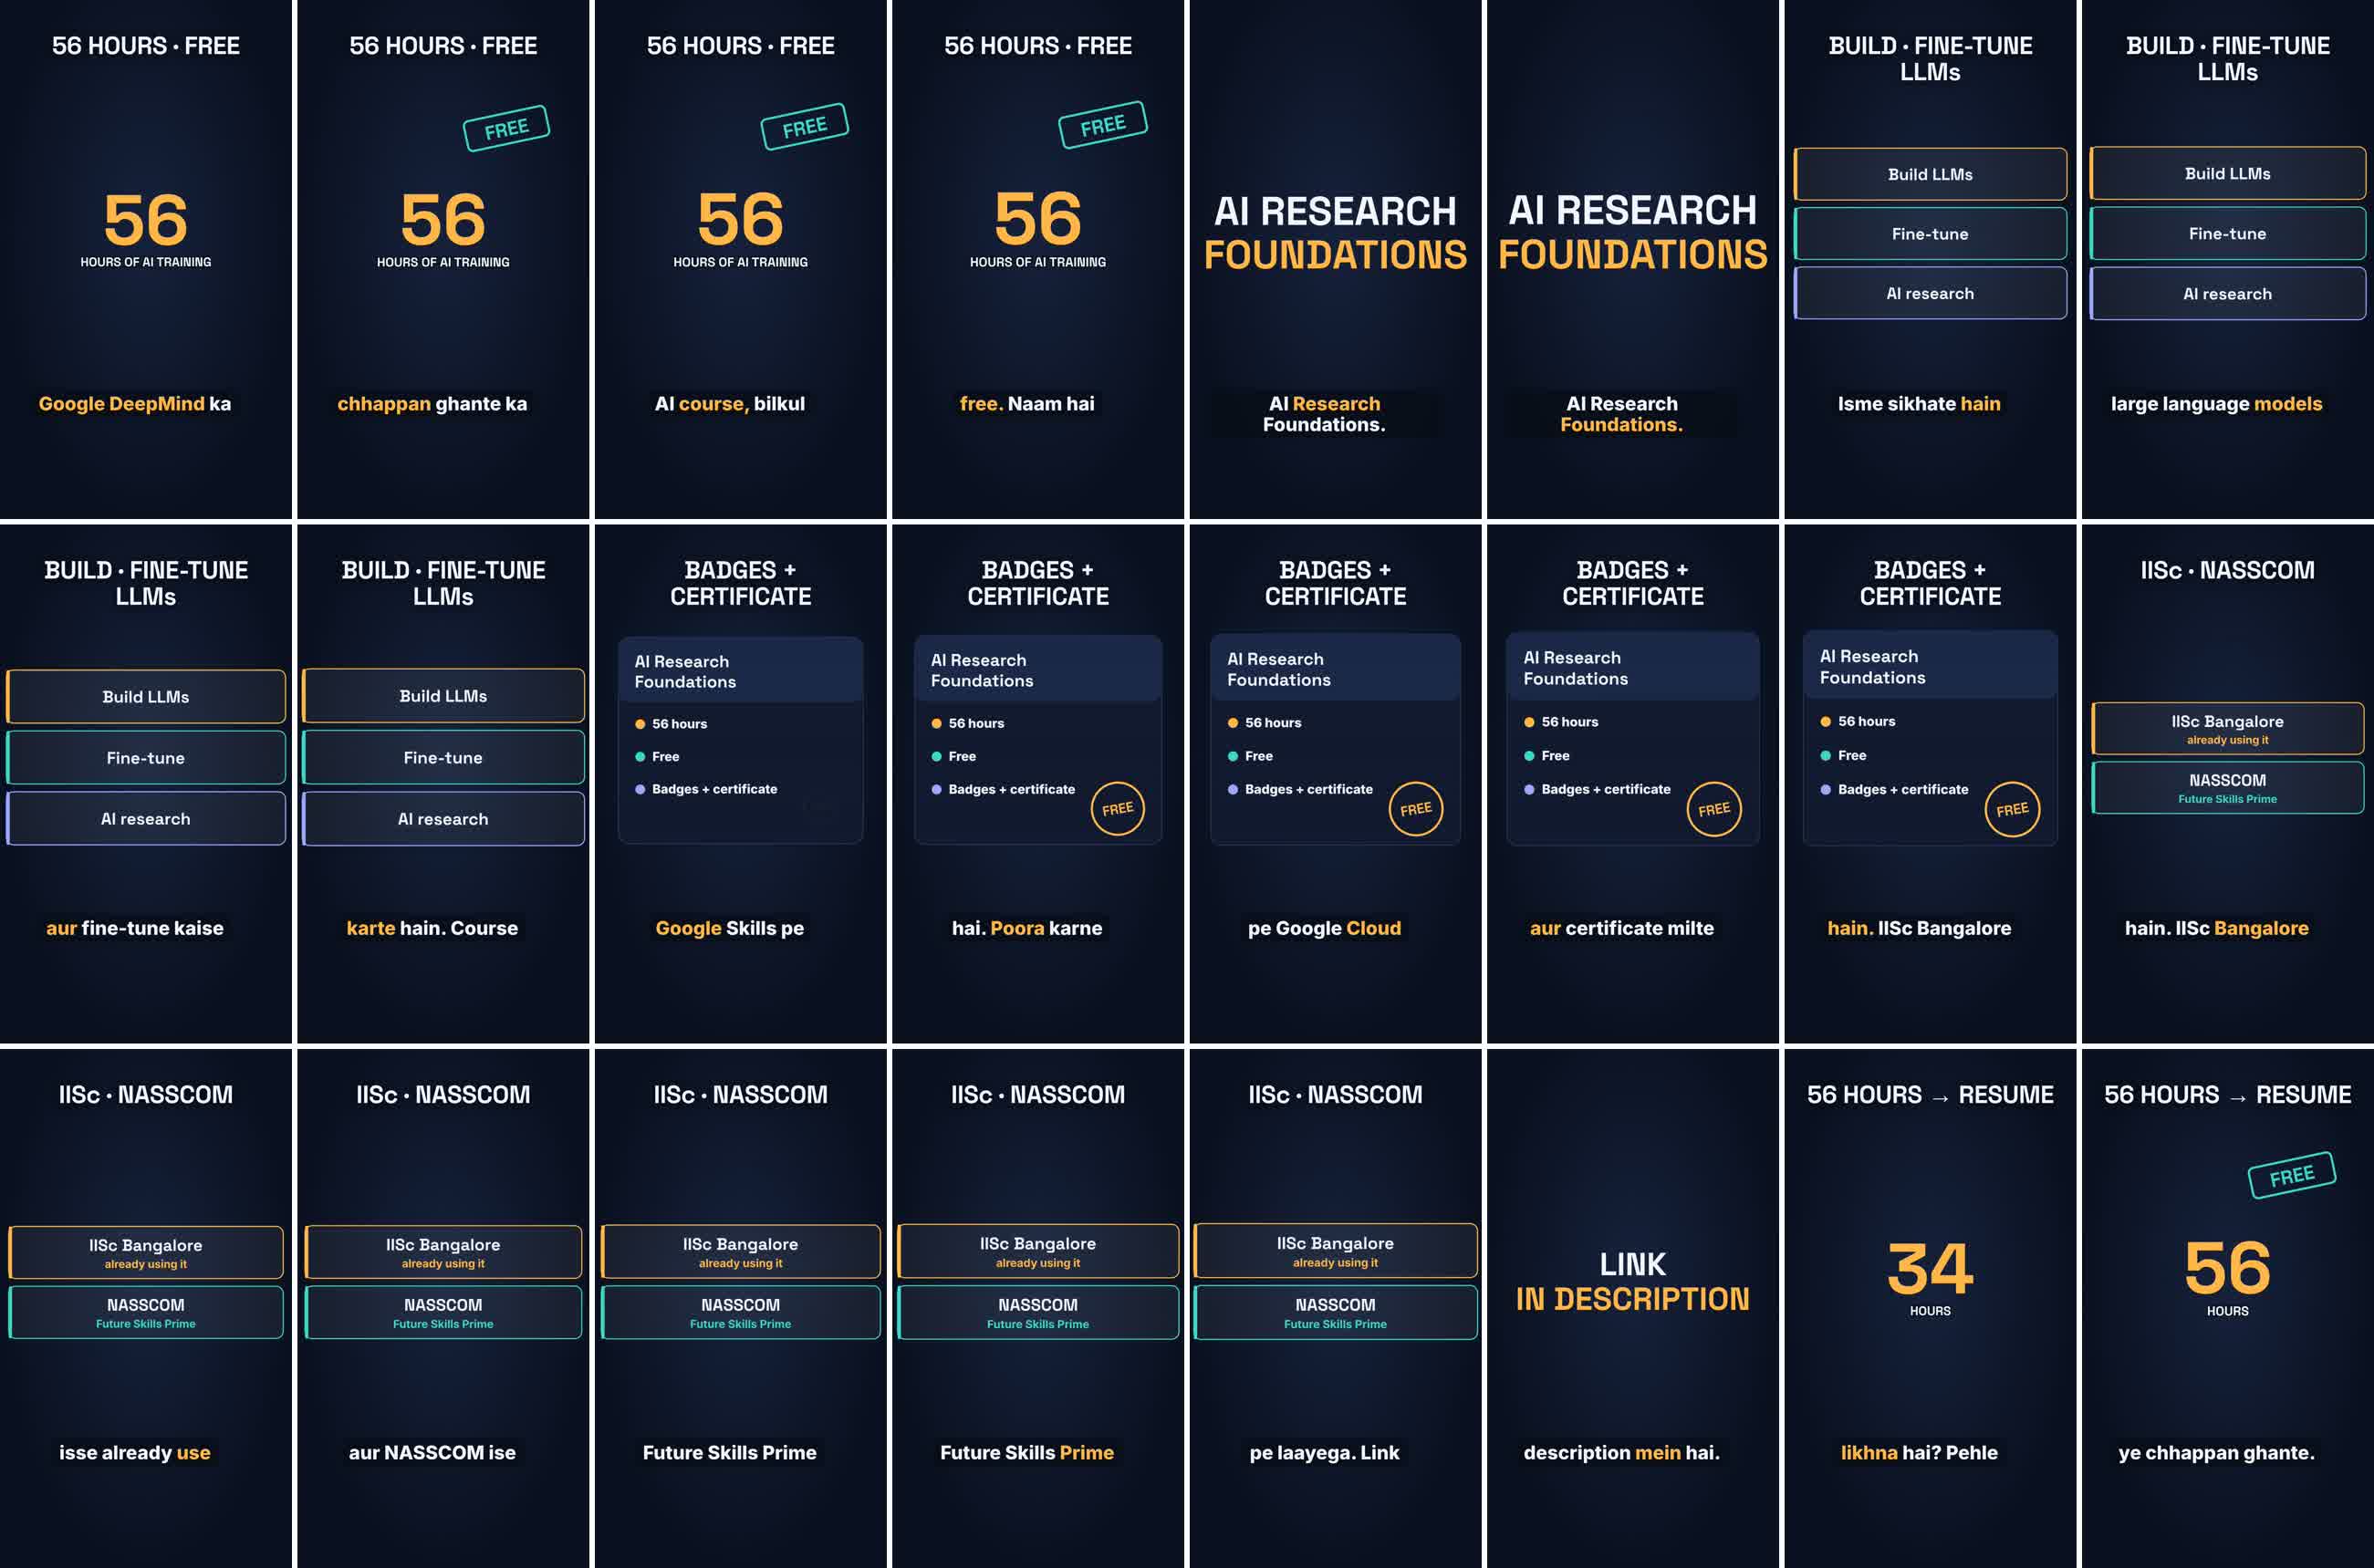 56 HOURS · FREE
56
HOURS OF AI TRAINING
Google DeepMind ka
56 HOURS · FREE
FREE
56
HOURS OF AI TRAINING
chhappan ghante ka
56 HOURS · FREE
FREE
56
HOURS OF AI TRAINING
AI course, bilkul
56 HOURS · FREE
FREE
56
HOURS OF AI TRAINING
free. Naam hai
AI RESEARCH
FOUNDATIONS
AI Research
Foundations.
AI RESEARCH
FOUNDATIONS
AI Research
Foundations.
BUILD · FINE-TUNE
LLMs
Build LLMs
Fine-tune
AI research
Isme sikhate hain
BUILD · FINE-TUNE
LLMs
Build LLMs
Fine-tune
AI research
large language models
BUILD · FINE-TUNE
LLMs
Build LLMs
Fine-tune
AI research
aur fine-tune kaise
BUILD · FINE-TUNE
LLMs
Build LLMs
Fine-tune
AI research
karte hain. Course
BADGES +
CERTIFICATE
AI Research
Foundations
56 hours
Free
Badges + certificate
Google Skills pe
BADGES +
CERTIFICATE
AI Research
Foundations
56 hours
Free
Badges + certificate
FREE
hai. Poora karne
BADGES +
CERTIFICATE
AI Research
Foundations
56 hours
Free
Badges + certificate
FREE
pe Google Cloud
BADGES +
CERTIFICATE
AI Research
Foundations
56 hours
Free
Badges + certificate
FREE
aur certificate milte
BADGES +
CERTIFICATE
AI Research
Foundations
56 hours
Free
Badges + certificate
FREE
hain. IISc Bangalore
IISc · NASSCOM
IISc Bangalore
already using it
NASSCOM
Future Skills Prime
hain. IISc Bangalore
IISc · NASSCOM
IISc Bangalore
already using it
NASSCOM
Future Skills Prime
isse already use
IISc · NASSCOM
IISc Bangalore
already using it
NASSCOM
Future Skills Prime
aur NASSCOM ise
IISc · NASSCOM
IISc Bangalore
already using it
NASSCOM
Future Skills Prime
Future Skills Prime
IISc · NASSCOM
IISc Bangalore
already using it
NASSCOM
Future Skills Prime
Future Skills Prime
IISc · NASSCOM
IISc Bangalore
already using it
NASSCOM
Future Skills Prime
pe laayega. Link
LINK
IN DESCRIPTION
description mein hai.
56 HOURS → RESUME
34
HOURS
likhna hai? Pehle
56 HOURS → RESUME
FREE
56
HOURS
ye chhappan ghante.